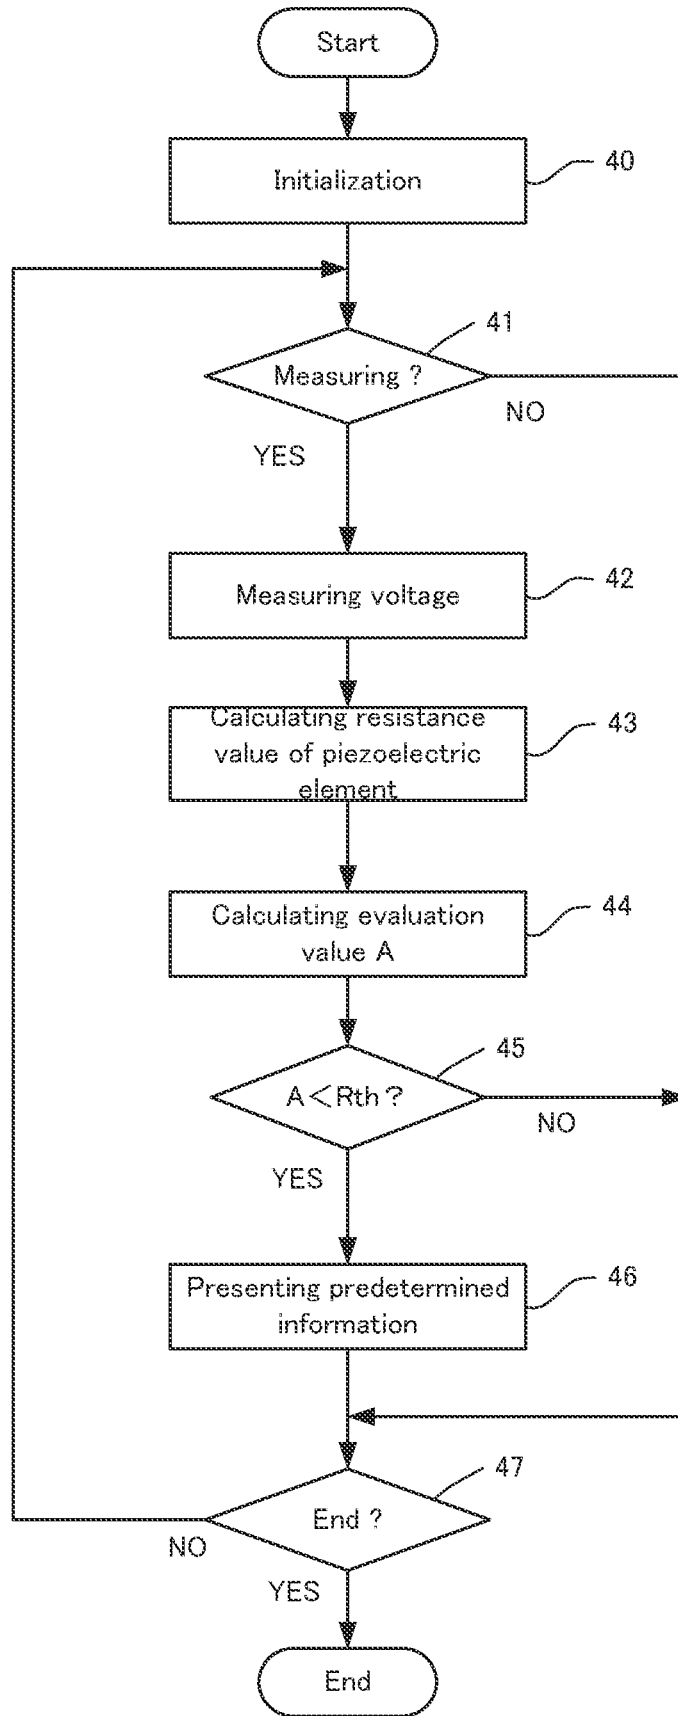 Start
Initialization
40
41
Measuring ?
NO
YES
Measuring voltage
42
Calculating resistance
value of piezoelectric
element
43
Calculating evaluation
value A
44
45
A<Rth ?
NO
YES
Presenting predetermined
information
46
47
End ?
NO
YES
End